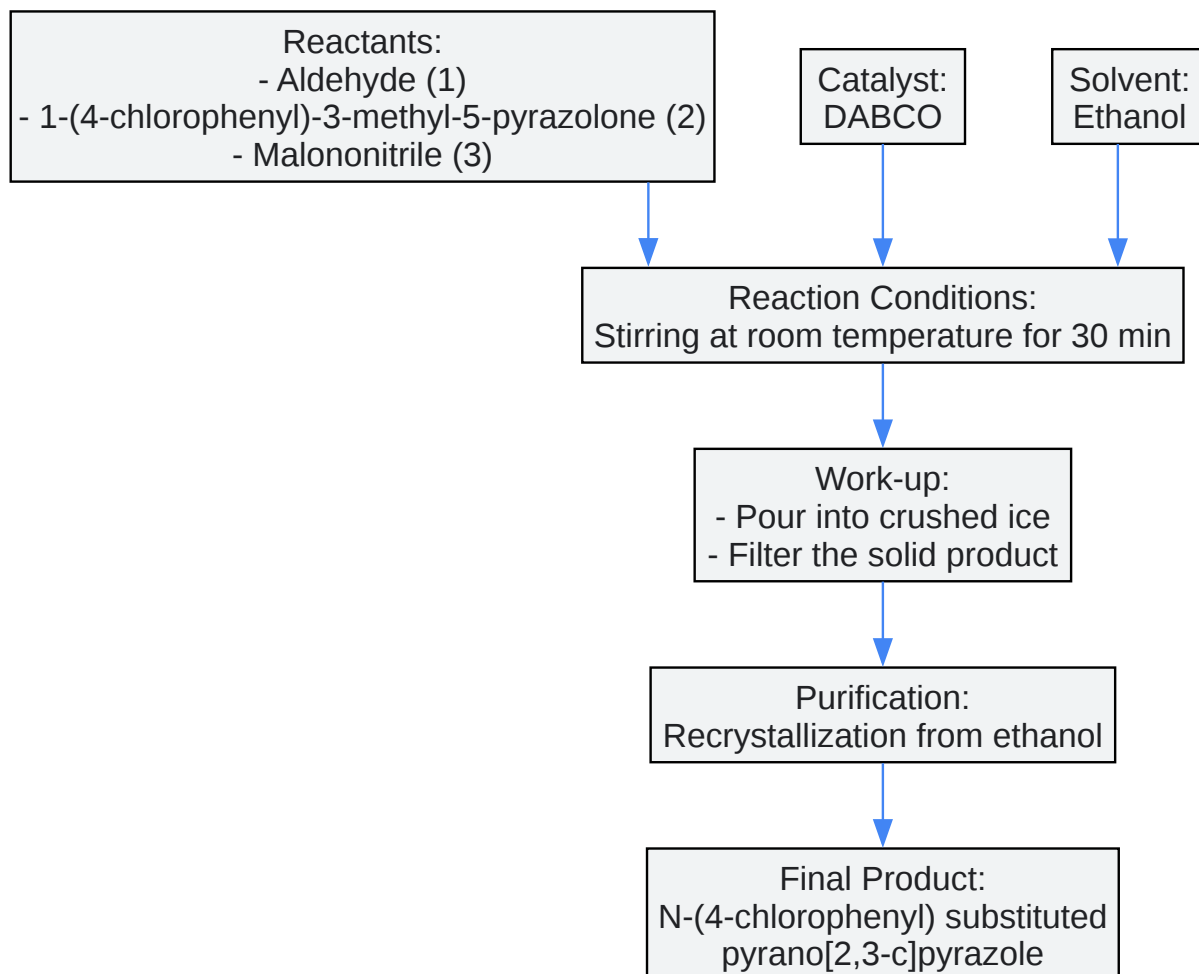 Reactants:
- Aldehyde (1)
- 1-(4-chlorophenyl)-3-methyl-5-pyrazolone (2)
- Malononitrile (3)
Catalyst:
DABCO
Solvent:
Ethanol
Reaction Conditions:
Stirring at room temperature for 30 min
Work-up:
- Pour into crushed ice
- Filter the solid product
Purification:
Recrystallization from ethanol
Final Product:
N-(4-chlorophenyl) substituted
pyrano[2,3-c]pyrazole